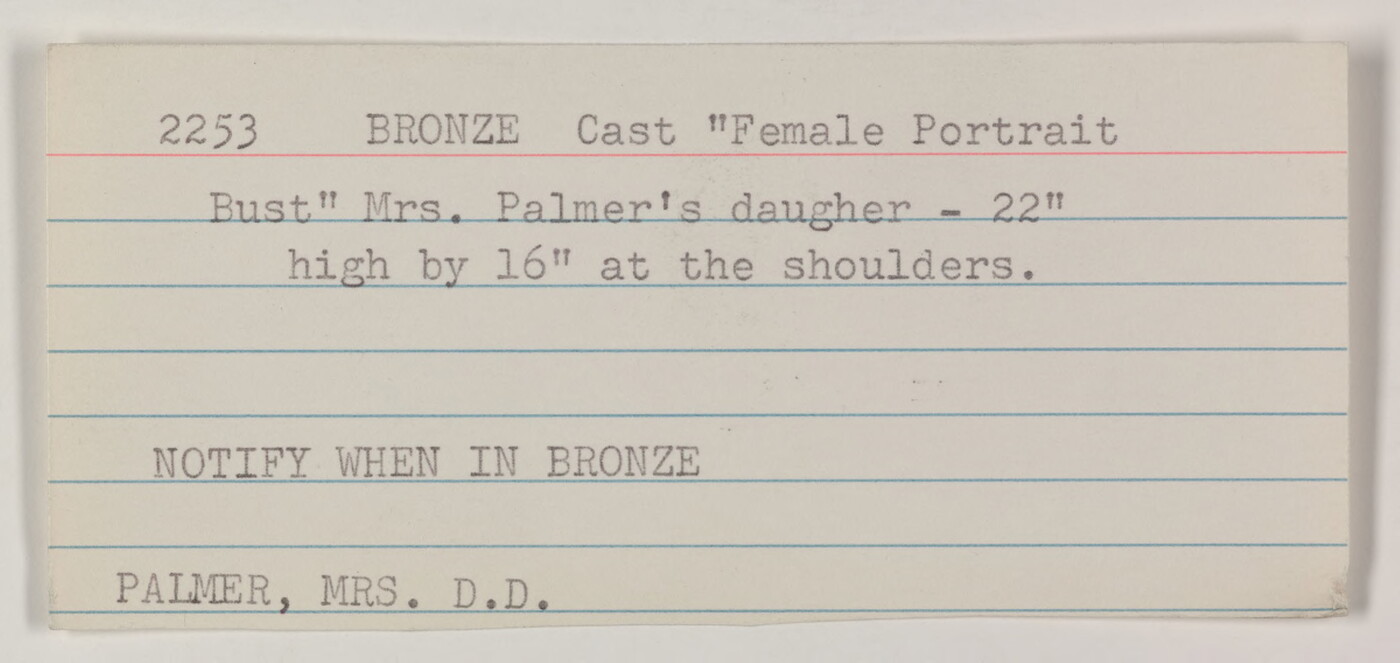 2253 BRONZE Cast "Female Portrait
Bust" Mrs. Palmer's daugher - 22"
high by 16" at the shoulders.
NOTIFY WHEN IN BRONZE
PALMER, MRS. D.D.